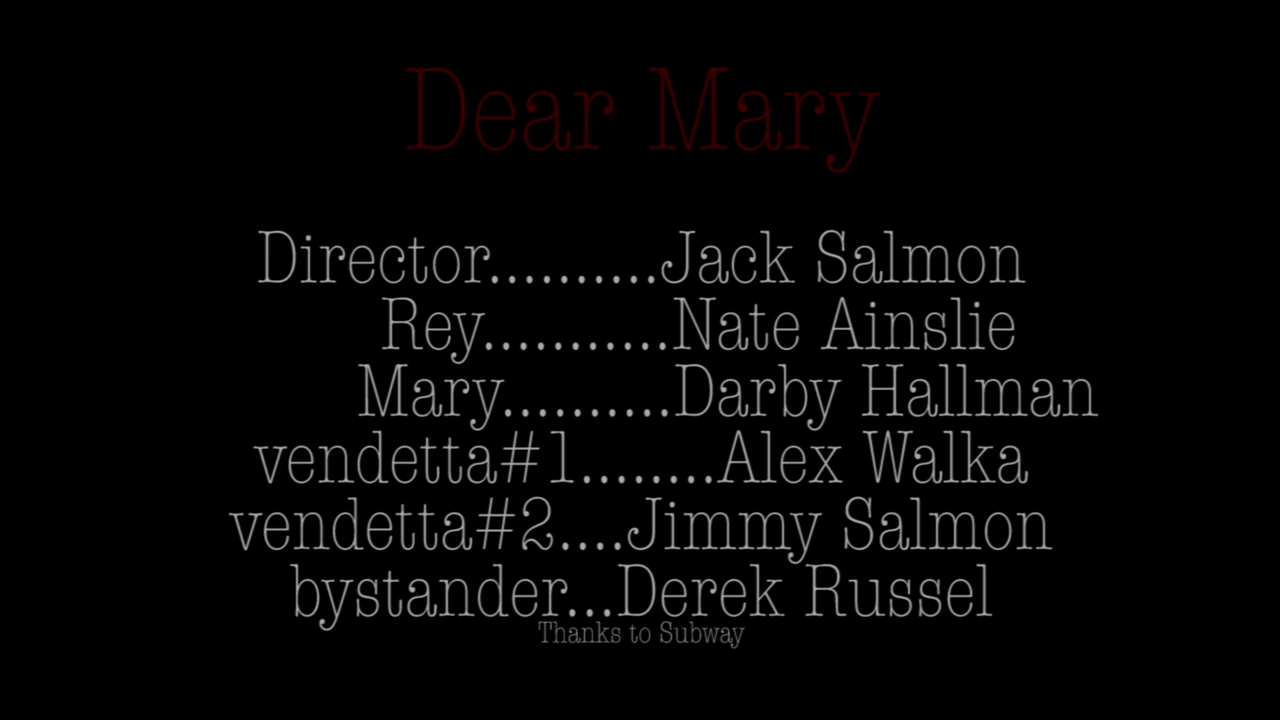 Dear Mary
Director..........Jack Salmon
Rey...........Nate Ainslie
Mary..........Darby Hallman
vendetta#1........Alex Walka
vendetta#2....Jimmy Salmon
bystander...Derek Russel
Thanks to Subway